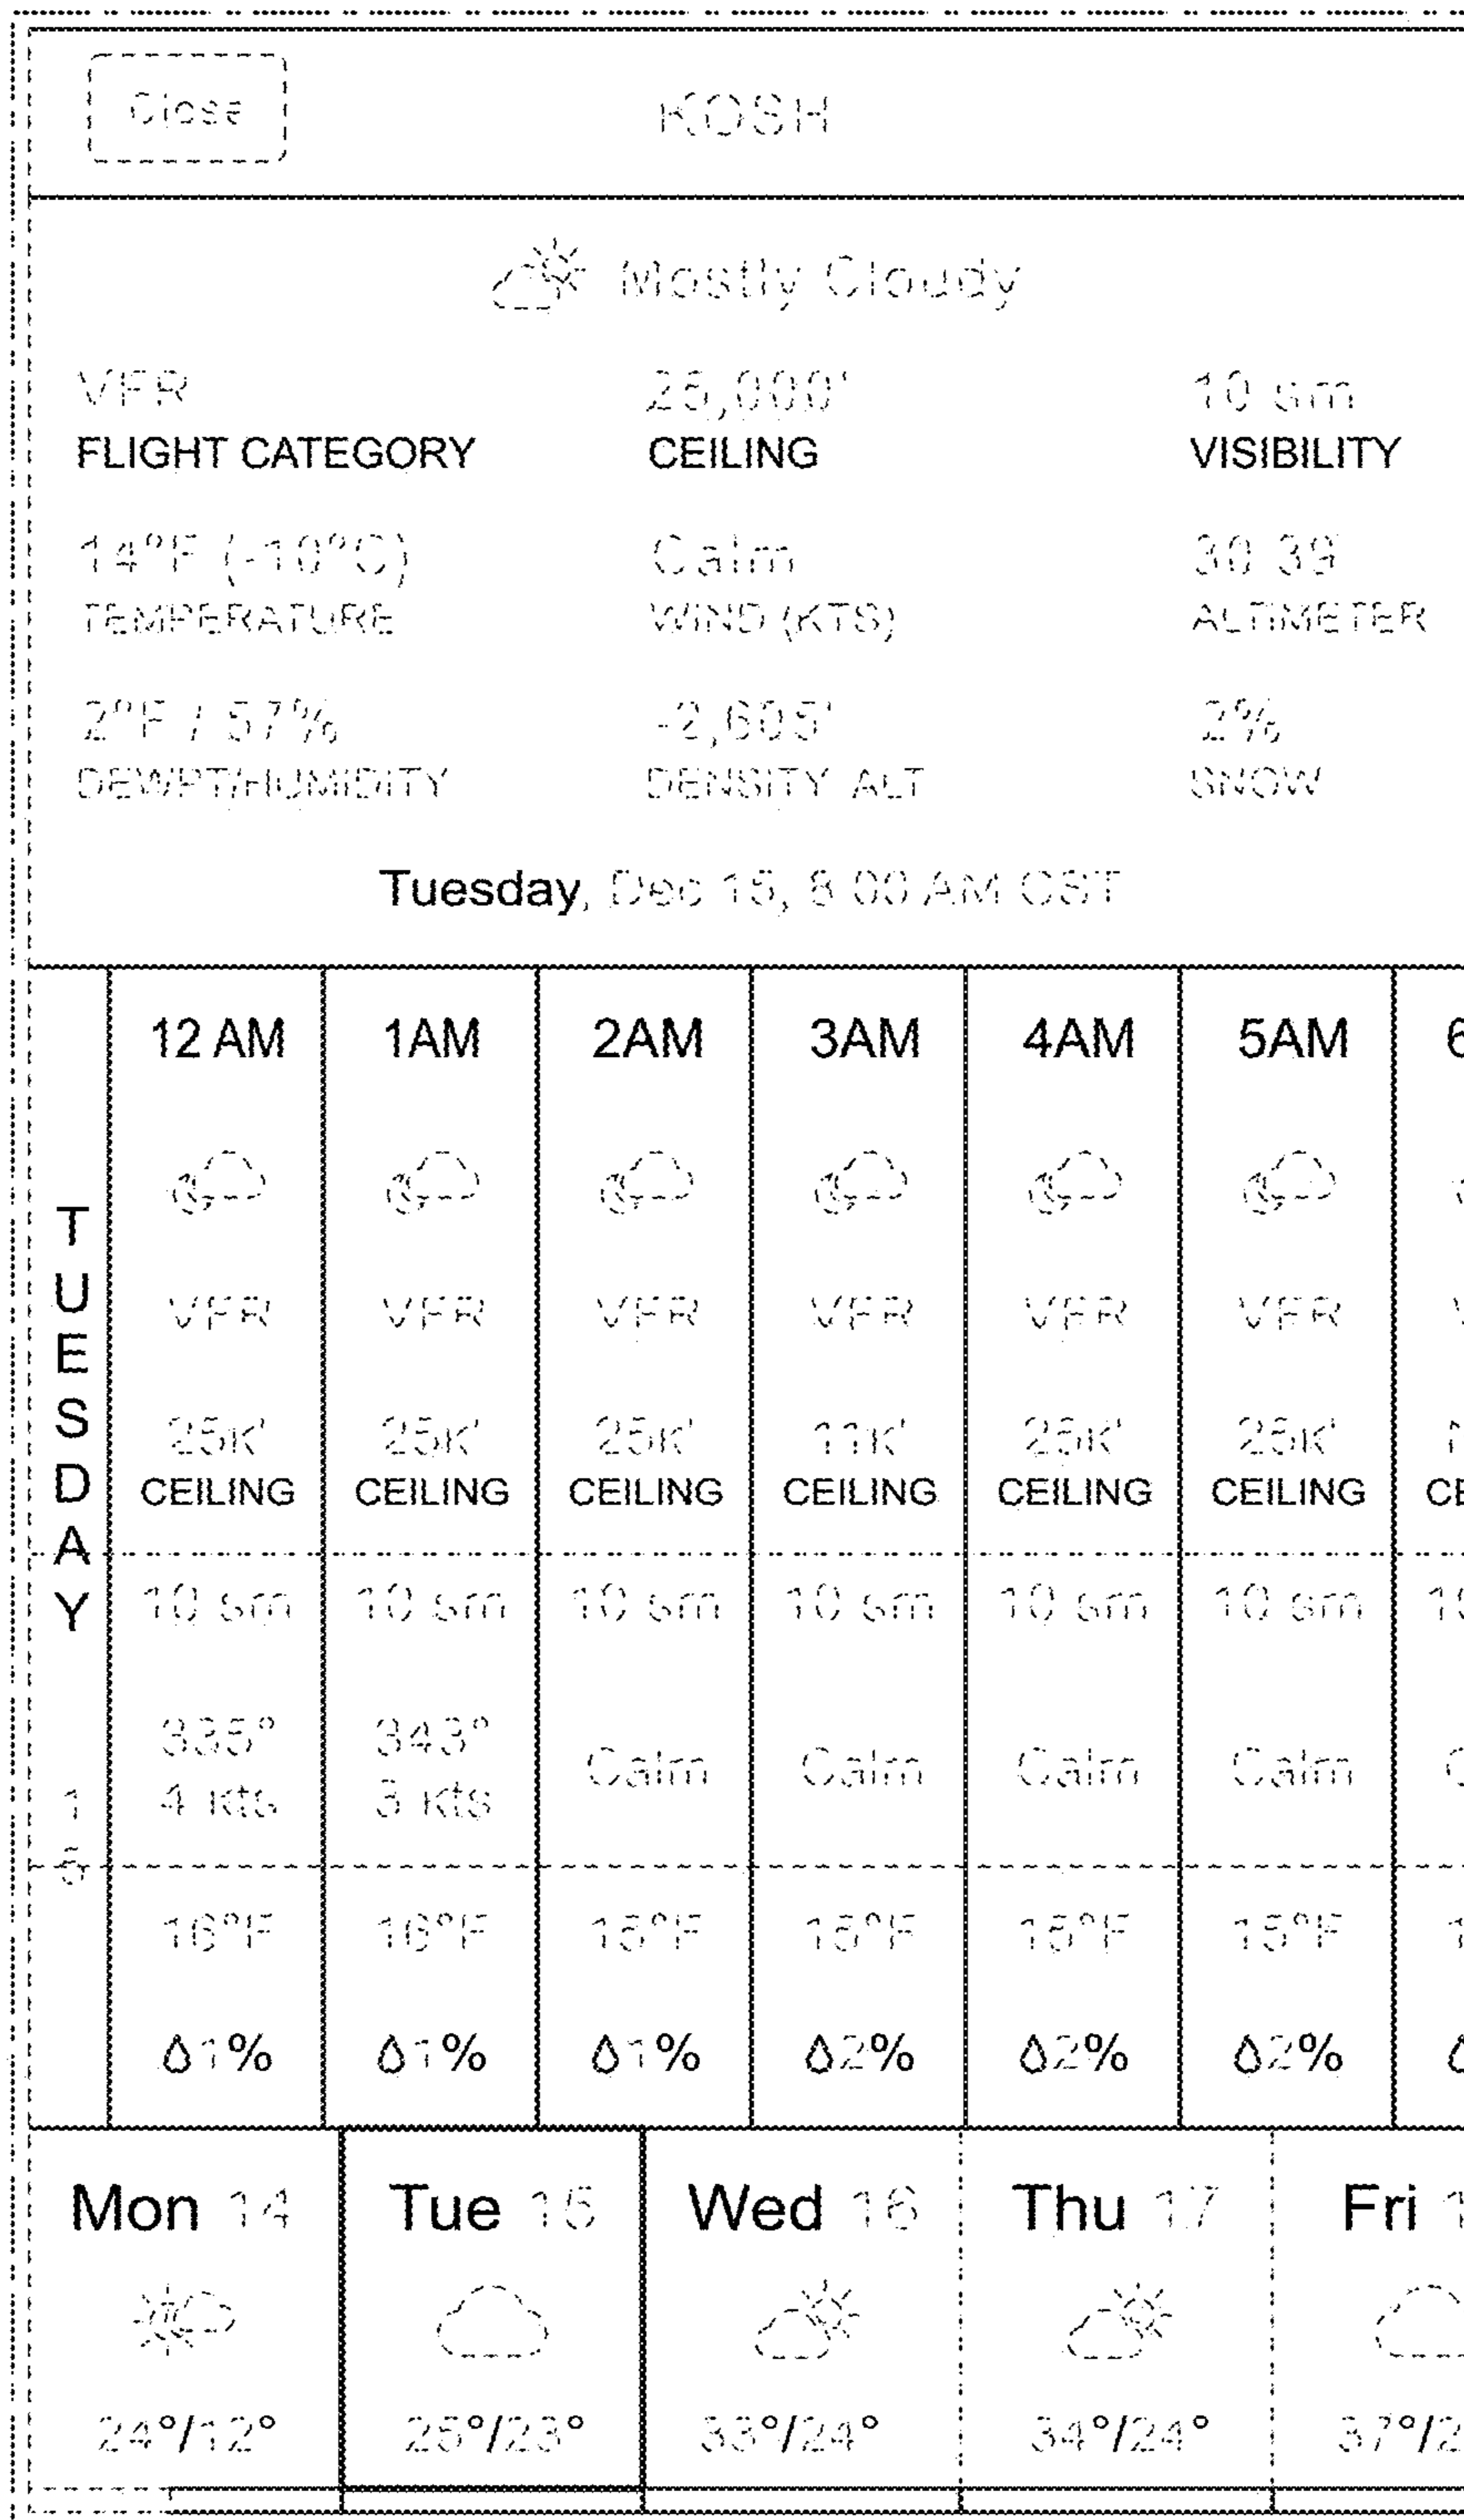 Close KOSH
Mostly Cloudy
VFR 25,000' 10 sm
FLIGHT CATEGORY CEILING VISIBILITY
14°F (-10°C) Calm 30.39
TEMPERATURE WIND (KTS) ALTIMETER
2°F / 57% -2,605' 2%
DEWPT/HUMIDITY DENSITY ALT SNOW
Tuesday, Dec 15, 8:00 AM CST
TUESDAY 15
12 AM 1AM 2AM 3AM 4AM 5AM 6
VFR VFR VFR VFR VFR VFR
25K' 25K' 25K' 11K' 25K' 25K'
CEILING CEILING CEILING CEILING CEILING CEILING CE
10 sm 10 sm 10 sm 10 sm 10 sm 10 sm
335° 343°
4 kts 3 kts Calm Calm Calm Calm
16°F 16°F 15°F 15°F 15°F 15°F
1% 1% 1% 2% 2% 2%
Mon 14 Tue 15 Wed 16 Thu 17 Fri 1
24°/12° 25°/23° 33°/24° 34°/24° 37°/2